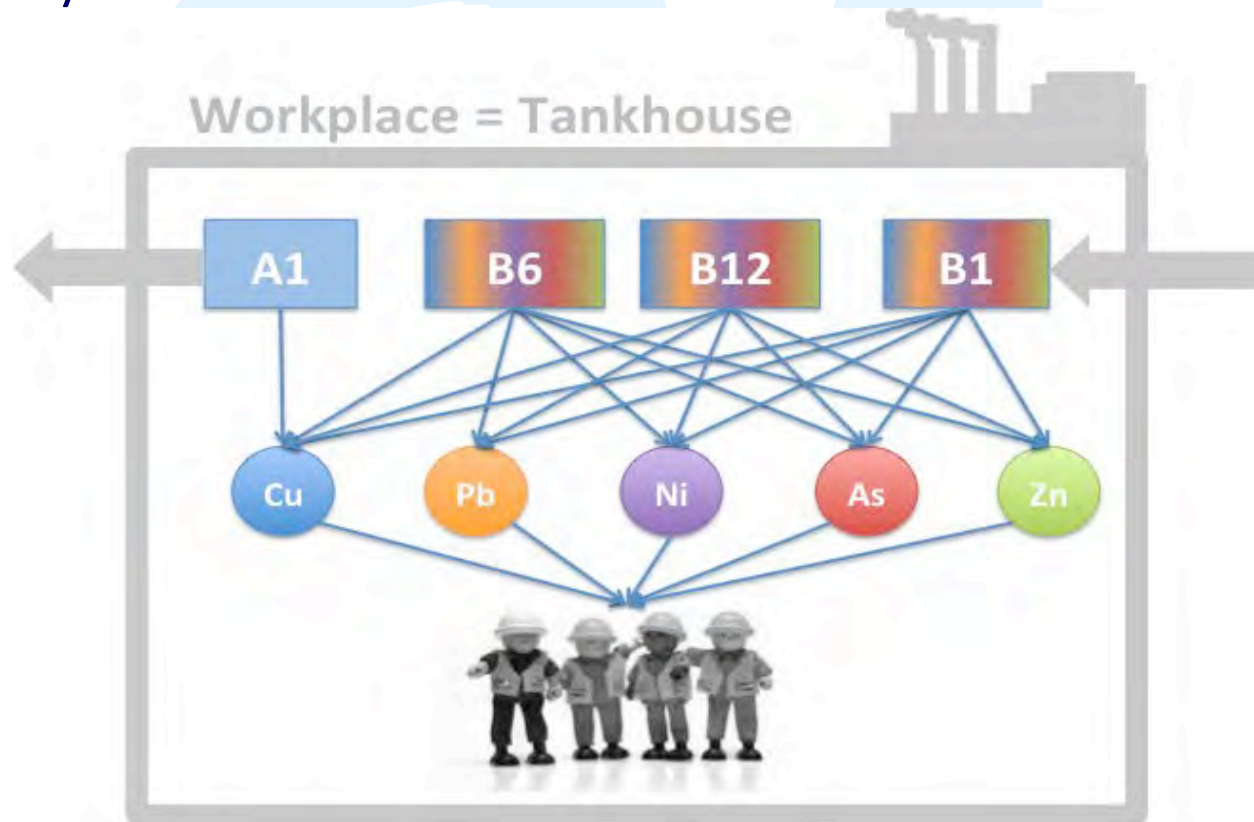 Workplace = Tankhouse
A1 B6 B12 B1
Cu Pb Ni As Zn